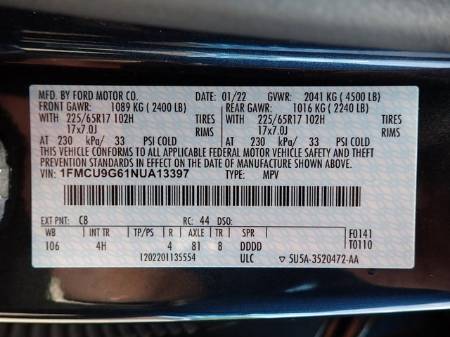 MFD. BY FORD MOTOR CO. 01/22 GVWR: 2041 KG ( 4500 LB)
FRONT GAWR: 1089 KG ( 2400 LB) REAR GAWR: 1016 KG ( 2240 LB)
WITH 225/65R17 102H TIRES WITH 225/65R17 102H TIRES
17x7.0J RIMS 17x7.0J RIMS
AT 230 kPa/ 33 PSI COLD AT 230 kPa/ 33 PSI COLD
THIS VEHICLE CONFORMS TO ALL APPLICABLE FEDERAL MOTOR VEHICLE SAFETY, BUMPER,
AND THEFT PREVENTION STANDARDS IN EFFECT ON THE DATE OF MANUFACTURE SHOWN ABOVE.
VIN: 1FMCU9G61NUA13397 TYPE: MPV
EXT PNT: C8 RC: 44 DSO:
WB TP/PS R AXLE TR SPR F0141
106 4H 4 81 8 DDDD T0110
1202201135554 ULC 5U5A-3520472-AA